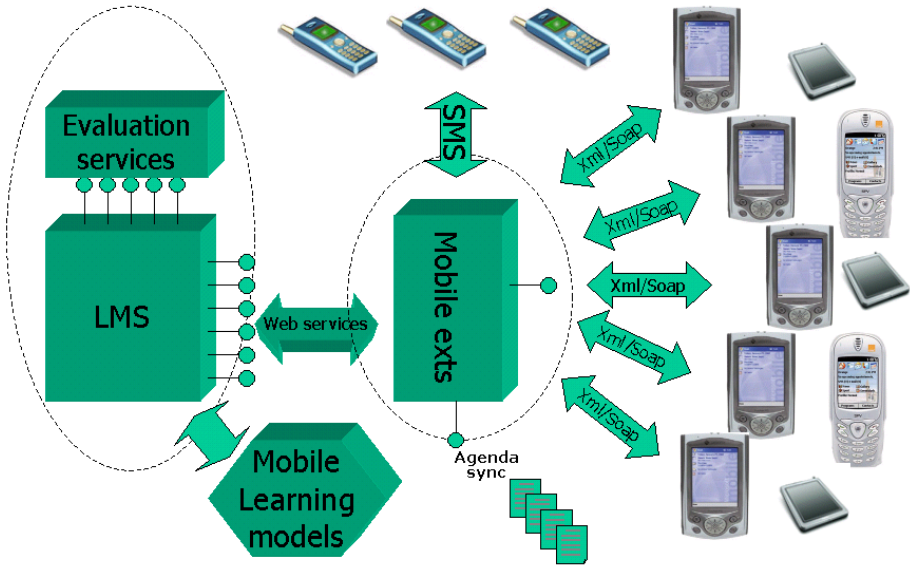 Evaluation
services
LMS
Web services
SMS
Mobile exts
Xml/Soap
Xml/Soap
Xml/Soap
Xml/Soap
Xml/Soap
Agenda
sync
Mobile
Learning
models